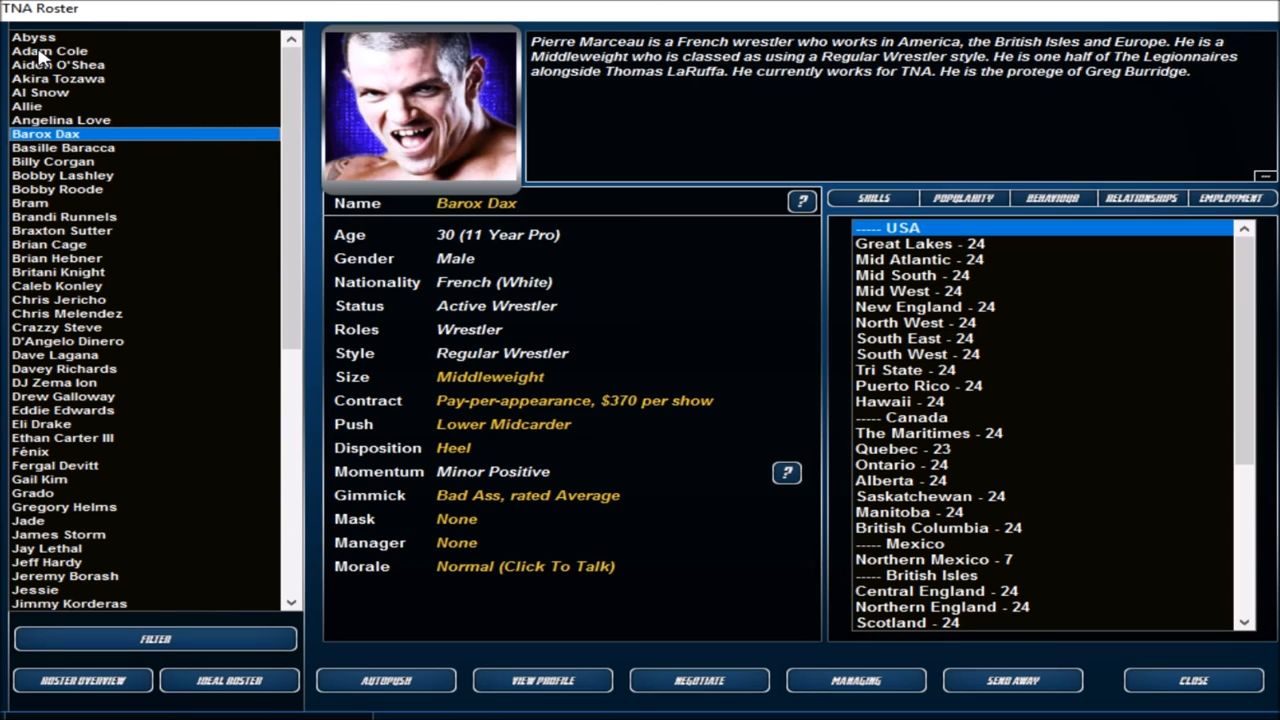 TNA Roster
Abyss
Adam Cole
Aiden O'Shea
Akira Tozawa
Al Snow
Allie
Angelina Love
Barox Dax
Basille Baracca
Billy Corgan
Bobby Lashley
Bobby Roode
Bram
Brandi Runnels
Braxton Sutter
Brian Cage
Brian Hebner
Britani Knight
Caleb Konley
Chris Jericho
Chris Melendez
Crazzy Steve
D'Angelo Dinero
Dave Lagana
Davey Richards
DJ Zema Ion
Drew Galloway
Eddie Edwards
Eli Drake
Ethan Carter III
Fénix
Fergal Devitt
Gail Kim
Grado
Gregory Helms
Jade
James Storm
Jay Lethal
Jeff Hardy
Jeremy Borash
Jessie
Jimmy Korderas
FILTER
ROSTER OVERVIEW
IDEAL ROSTER
Pierre Marceau is a French wrestler who works in America, the British Isles and Europe. He is a
Middleweight who is classed as using a Regular Wrestler style. He is one half of The Legionnaires
alongside Thomas LaRuffa. He currently works for TNA. He is the protege of Greg Burridge.
Name Barox Dax ?
Age 30 (11 Year Pro)
Gender Male
Nationality French (White)
Status Active Wrestler
Roles Wrestler
Style Regular Wrestler
Size Middleweight
Contract Pay-per-appearance, $370 per show
Push Lower Midcarder
Disposition Heel
Momentum Minor Positive ?
Gimmick Bad Ass, rated Average
Mask None
Manager None
Morale Normal (Click To Talk)
SKILLS POPULARITY BEHAVIOUR RELATIONSHIPS EMPLOYMENT
----- USA
Great Lakes - 24
Mid Atlantic - 24
Mid South - 24
Mid West - 24
New England - 24
North West - 24
South East - 24
South West - 24
Tri State - 24
Puerto Rico - 24
Hawaii - 24
----- Canada
The Maritimes - 24
Quebec - 23
Ontario - 24
Alberta - 24
Saskatchewan - 24
Manitoba - 24
British Columbia - 24
----- Mexico
Northern Mexico - 7
----- British Isles
Central England - 24
Northern England - 24
Scotland - 24
AUTOPUSH VIEW PROFILE NEGOTIATE MANAGING SEND AWAY CLOSE